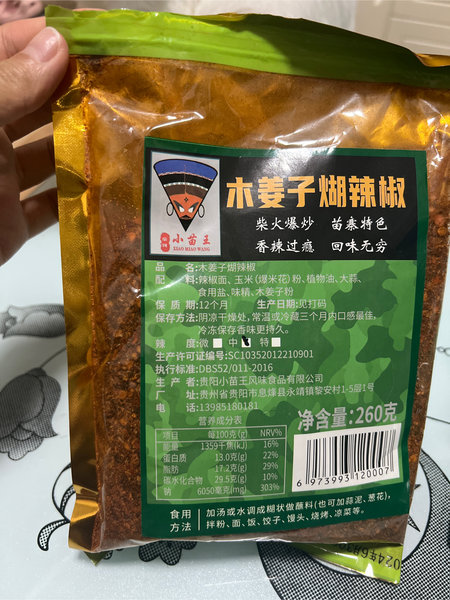 木姜子煳辣椒
小苗王
XIAO MIAO WANG
柴火爆炒 苗寨特色
香辣过瘾 回味无穷
品 名:木姜子煳辣椒
配 料:辣椒面、玉米(爆米花)粉、植物油、大蒜、
食用盐、味精、木姜子粉
保 质 期:12个月 生产日期:见打码
保存方法:阴凉干燥处,常温或冷藏三个月内口感最佳,
冷冻保存香味更持久。
辣 度:微 中 特
生产许可证编号:SC10352012210901
执行标准:DBS52/011-2016
生 产 者:贵阳小苗王风味食品有限公司
厂 址:贵州省贵阳市息烽县永靖镇黎安村1-5层1号
电 话:13985180181
净含量:260克
营养成分表
项目 每100克(g) NRV%
能量 1359千焦(kJ) 16%
蛋白质 13.0克(g) 22%
脂肪 17.2克(g) 29%
碳水化合物 29.5克(g) 10%
钠 6050毫克(mg) 303%
6 973993 120007
食用方法:
加汤或水调成糊状做蘸料(也可加蒜泥、葱花),
拌粉、面、饭、饺子、馒头、烧烤、凉菜等。